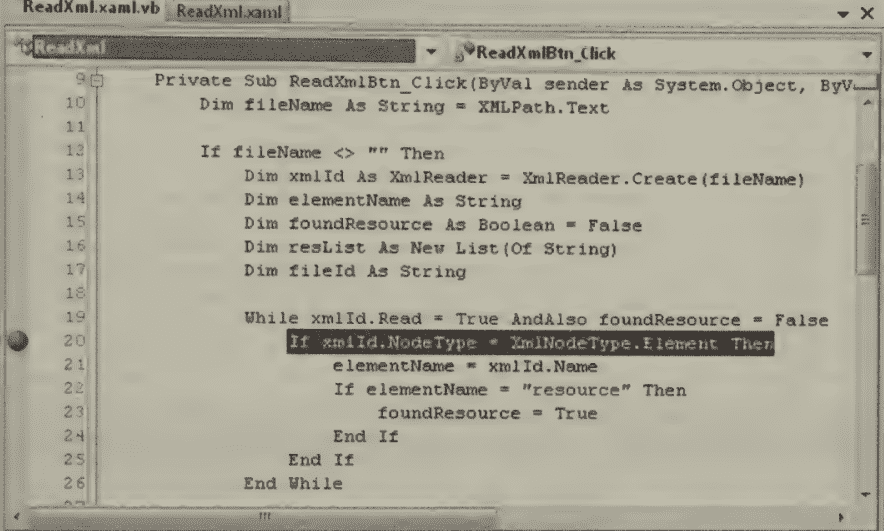 ReadXml.xaml.vb ReadXml.xaml
ReadXml ReadXmlBtn_Click
9 Private Sub ReadXmlBtn_Click(ByVal sender As System.Object, ByV
10 Dim fileName As String = XMLPath.Text
11
12 If fileName <> "" Then
13 Dim xmlId As XmlReader = XmlReader.Create(fileName)
14 Dim elementName As String
15 Dim foundResource As Boolean = False
16 Dim resList As New List(Of String)
17 Dim fileId As String
18
19 While xmlId.Read = True AndAlso foundResource = False
20 If xmlId.NodeType = XmlNodeType.Element Then
21 elementName = xmlId.Name
22 If elementName = "resource" Then
23 foundResource = True
24 End If
25 End If
26 End While